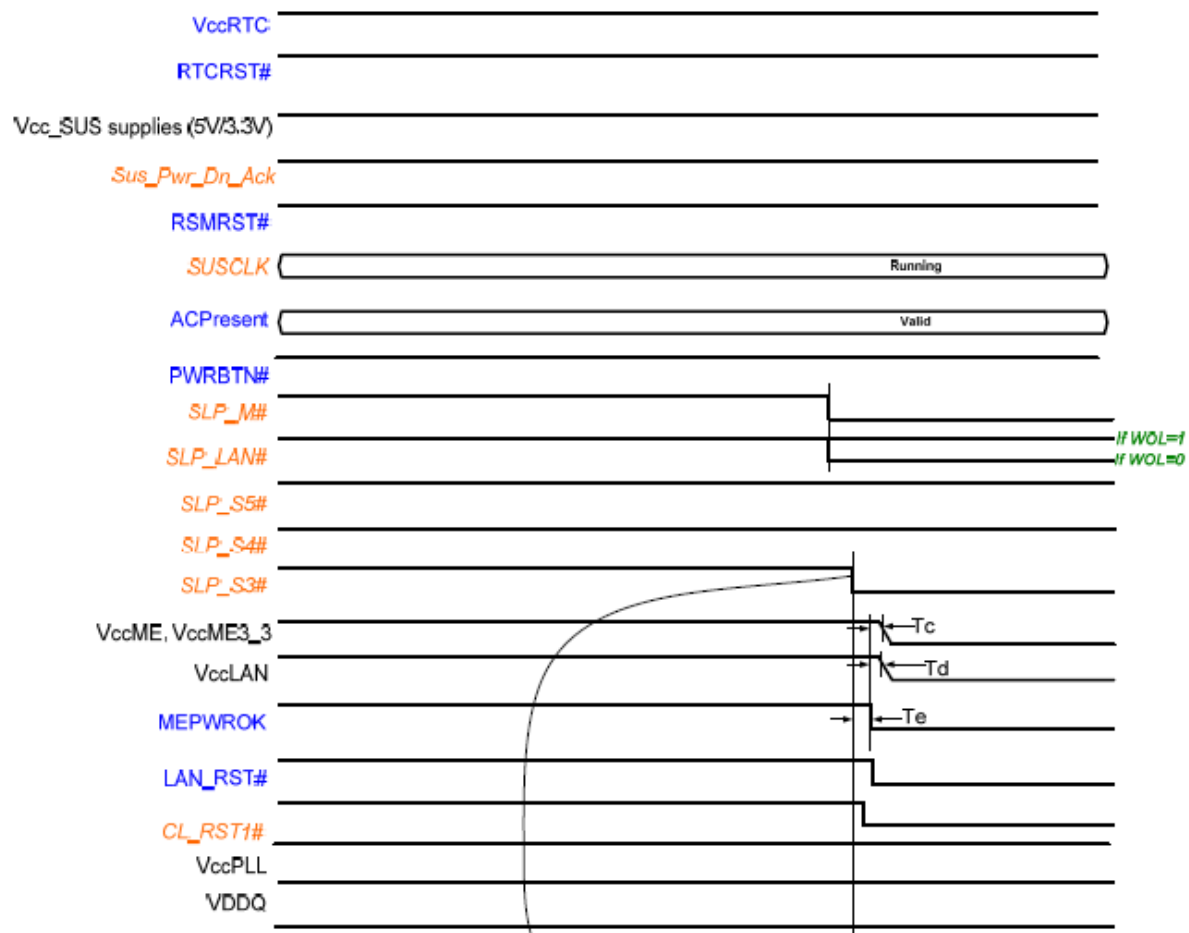 VccRTC
RTCRST#
Vcc_SUS supplies (5V/3.3V)
Sus_Pwr_Dn_Ack
RSMRST#
SUSCLK
Running
ACPresent
Valid
PWRBTN#
SLP_M#
If WOL=1
SLP_LAN#
If WOL=0
SLP_S5#
SLP_S4#
SLP_S3#
VccME, VccME3_3
Tc
VccLAN
Td
MEPWROK
Te
LAN_RST#
CL_RST1#
VccPLL
VDDQ